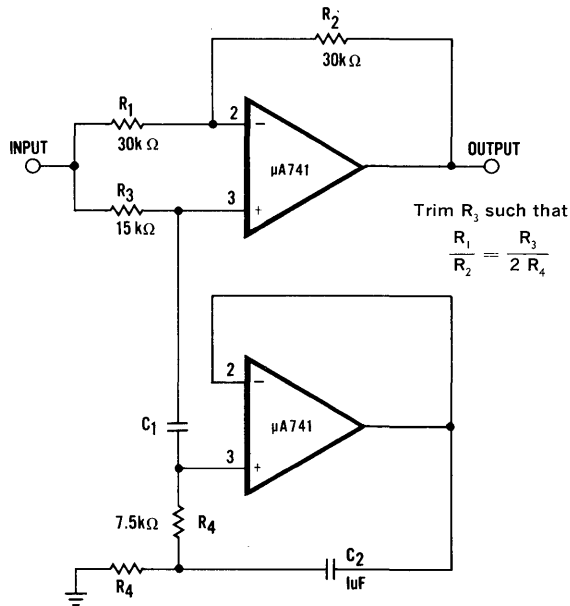 R2
30k Ω
R1
30k Ω
2
−
INPUT
μA741
OUTPUT
R3
15 kΩ
3
+
Trim R3 such that
R1/R2 = R3/2 R4
2
−
C1
μA741
3
+
7.5kΩ
R4
C2
1uF
R4